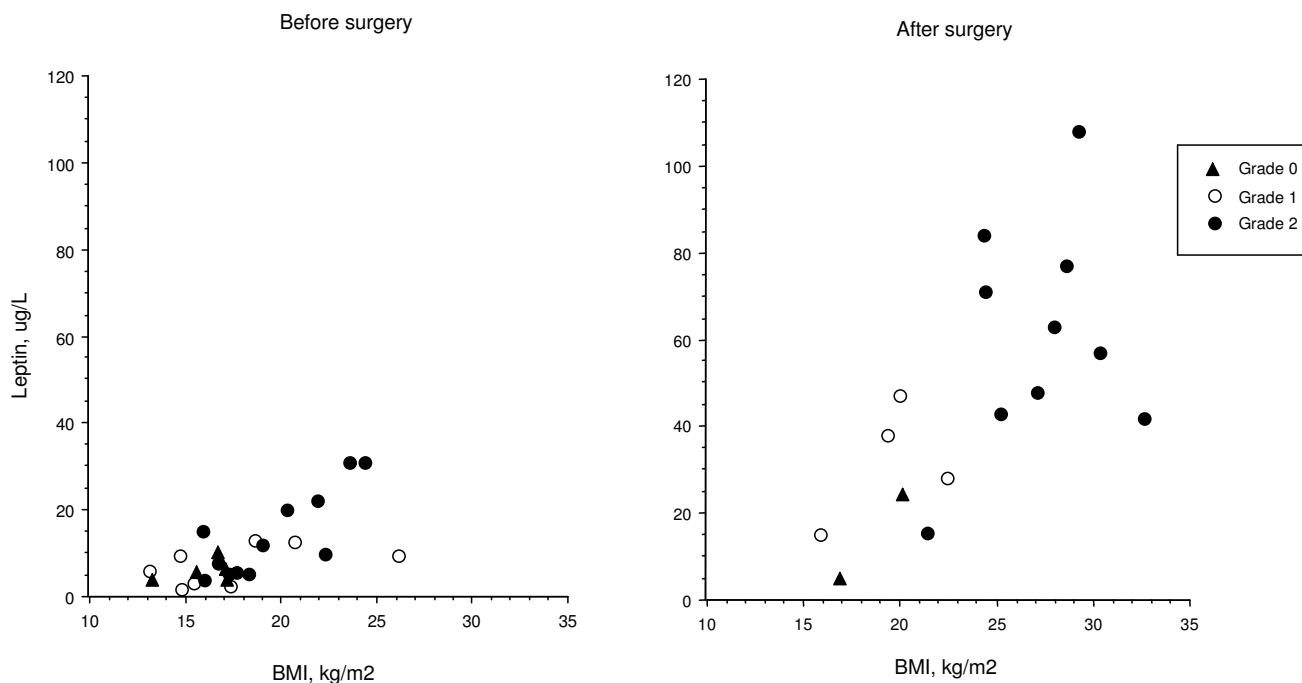 Before surgery
120
100
80
60
40
20
0
Leptin, ug/L
10 15 20 25 30 35
BMI, kg/m2
After surgery
120
100
80
60
40
20
0
10 15 20 25 30 35
BMI, kg/m2
Grade 0
Grade 1
Grade 2